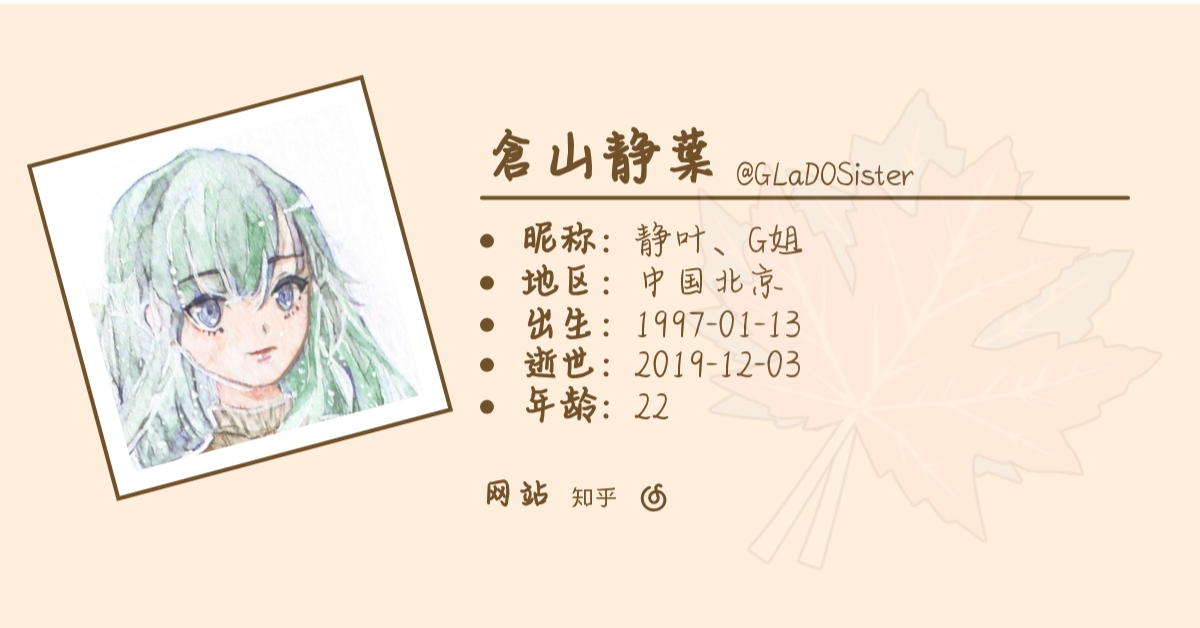 倉山静葉 @GLaDOSister
昵称：静叶、G姐
地区：中国北京
出生：1997-01-13
逝世：2019-12-03
年龄：22
网站 知乎